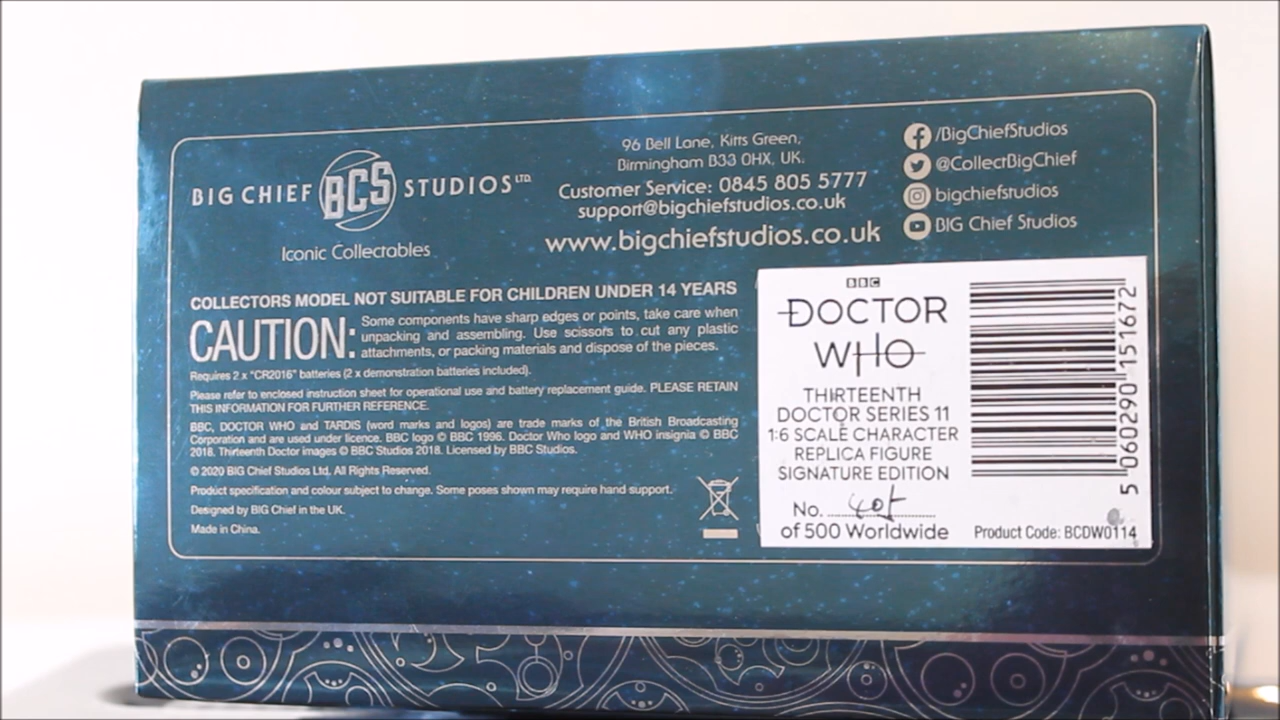 BIG CHIEF BCS STUDIOS LTD.
Iconic Collectables
96 Bell Lane, Kitts Green,
Birmingham B33 0HX, UK.
Customer Service: 0845 805 5777
support@bigchiefstudios.co.uk
www.bigchiefstudios.co.uk
/BigChiefStudios
@CollectBigChief
bigchiefstudios
BIG Chief Studios
COLLECTORS MODEL NOT SUITABLE FOR CHILDREN UNDER 14 YEARS
CAUTION: Some components have sharp edges or points, take care when
unpacking and assembling. Use scissors to cut any plastic
attachments, or packing materials and dispose of the pieces.
Requires 2 x "CR2016" batteries (2 x demonstration batteries included).
Please refer to enclosed instruction sheet for operational use and battery replacement guide. PLEASE RETAIN
THIS INFORMATION FOR FURTHER REFERENCE.
BBC, DOCTOR WHO and TARDIS (word marks and logos) are trade marks of the British Broadcasting
Corporation and are used under licence. BBC logo © BBC 1996. Doctor Who logo and WHO insignia © BBC
2018. Thirteenth Doctor images © BBC Studios 2018. Licensed by BBC Studios.
© 2020 BIG Chief Studios Ltd, All Rights Reserved.
Product specification and colour subject to change. Some poses shown may require hand support.
Designed by BIG Chief in the UK.
Made in China.
BBC
DOCTOR
WHO
THIRTEENTH
DOCTOR SERIES 11
1:6 SCALE CHARACTER
REPLICA FIGURE
SIGNATURE EDITION
No.
of 500 Worldwide
5 060290 151672
Product Code: BCDW0114